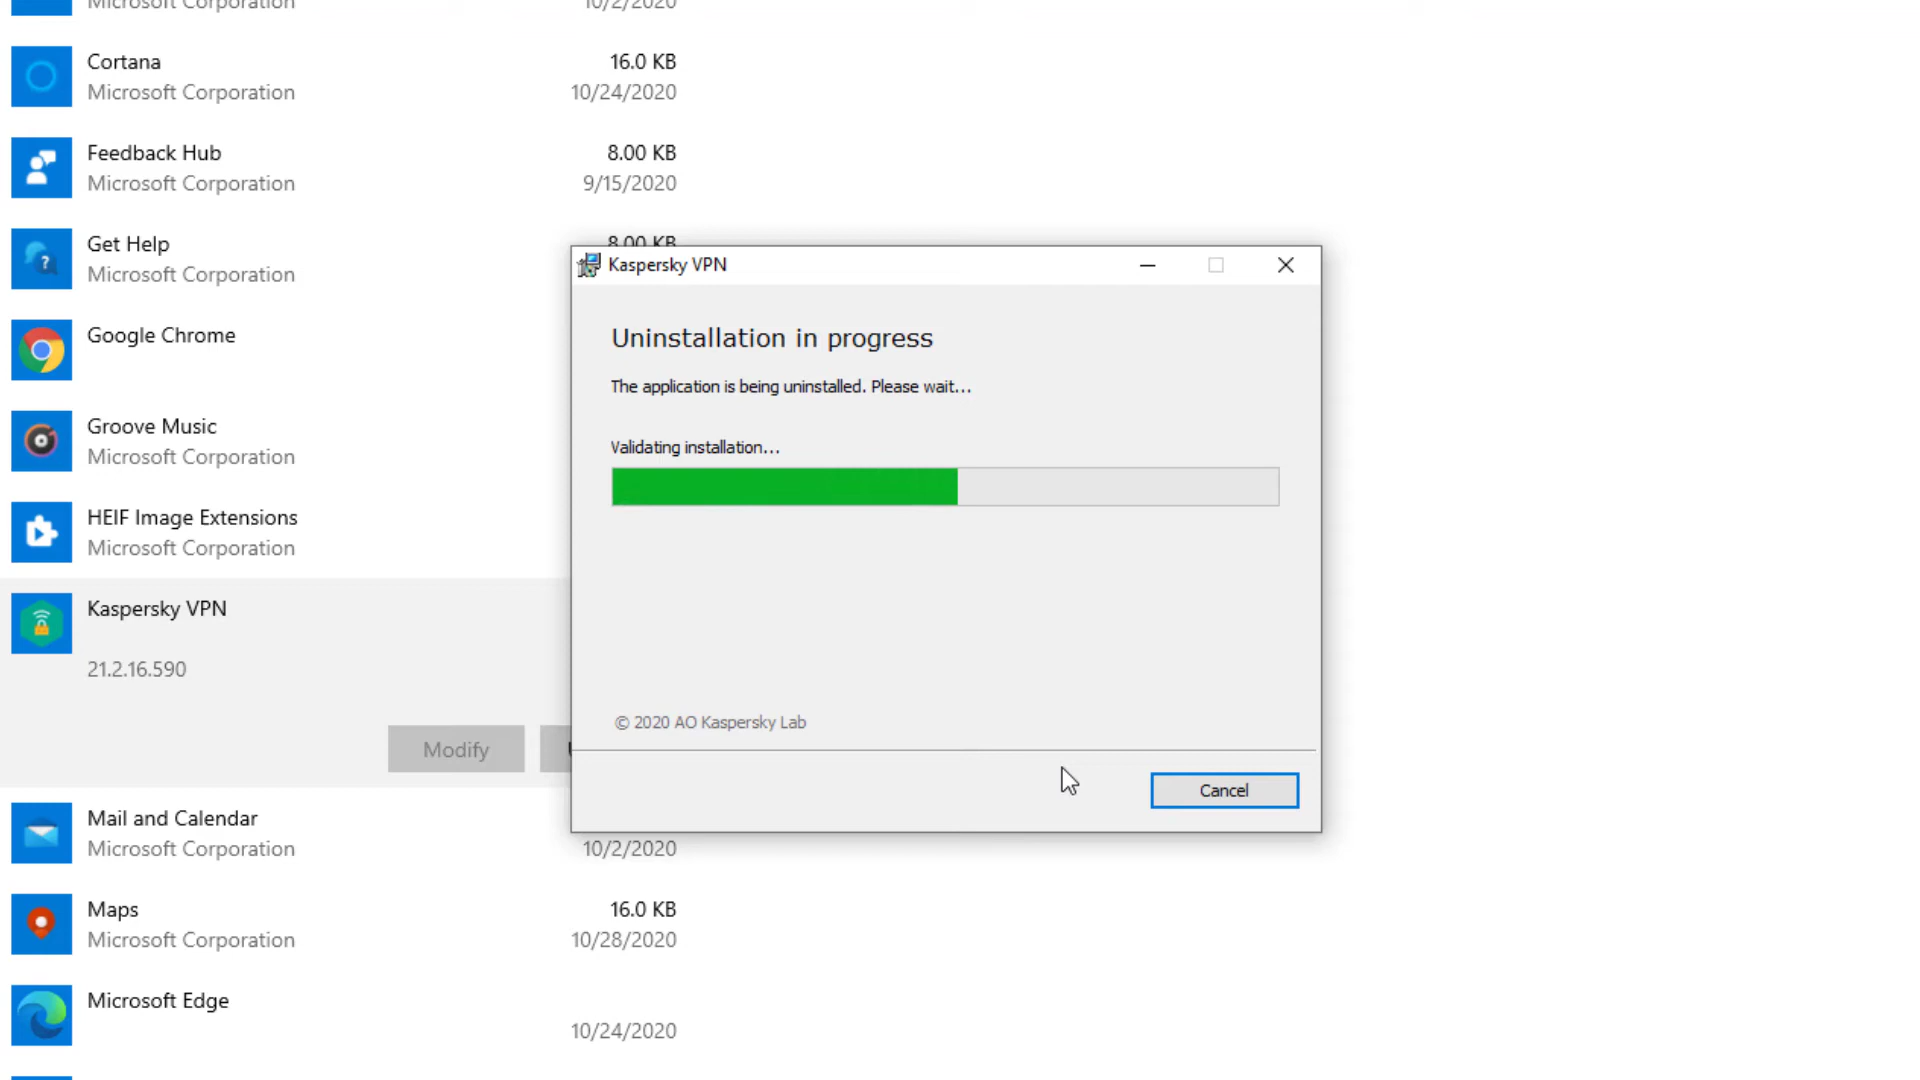 Microsoft Corporation
10/2/2020
Cortana
16.0 KB
Microsoft Corporation
10/24/2020
Feedback Hub
8.00 KB
Microsoft Corporation
9/15/2020
Get Help
8.00 KB
Microsoft Corporation
Google Chrome
Groove Music
Microsoft Corporation
HEIF Image Extensions
Microsoft Corporation
Kaspersky VPN
21.2.16.590
Modify
Kaspersky VPN
Uninstallation in progress
The application is being uninstalled. Please wait...
Validating installation...
© 2020 AO Kaspersky Lab
Cancel
Mail and Calendar
Microsoft Corporation
10/2/2020
Maps
16.0 KB
Microsoft Corporation
10/28/2020
Microsoft Edge
10/24/2020